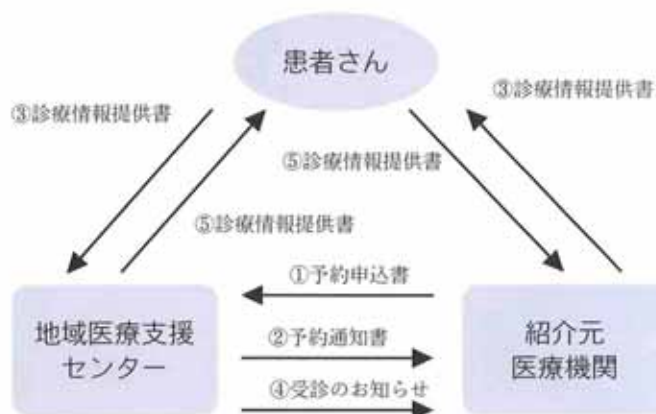 患者さん
③診療情報提供書
③診療情報提供書
⑤診療情報提供書
⑤診療情報提供書
①予約申込書
地域医療支援
センター
②予約通知書
紹介元
医療機関
④受診のお知らせ